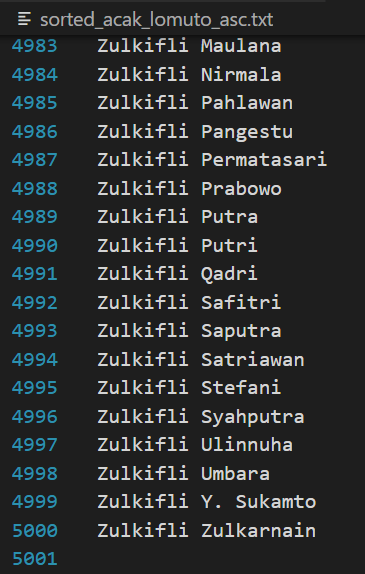 sorted_acak_lomuto_asc.txt
4983 Zulkifli Maulana
4984 Zulkifli Nirmala
4985 Zulkifli Pahlawan
4986 Zulkifli Pangestu
4987 Zulkifli Permatasari
4988 Zulkifli Prabowo
4989 Zulkifli Putra
4990 Zulkifli Putri
4991 Zulkifli Qadri
4992 Zulkifli Safitri
4993 Zulkifli Saputra
4994 Zulkifli Satriawan
4995 Zulkifli Stefani
4996 Zulkifli Syahputra
4997 Zulkifli Ulinnuha
4998 Zulkifli Umbara
4999 Zulkifli Y. Sukamto
5000 Zulkifli Zulkarnain
5001